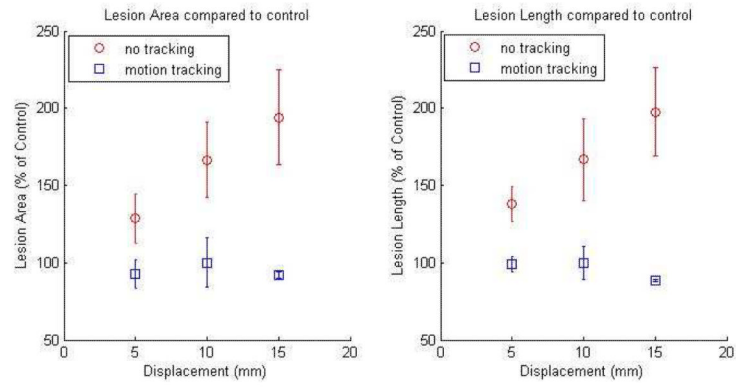 Lesion Area compared to control
250
200
150
100
50
0
5
10
15
20
no tracking
motion tracking
Lesion Area (% of Control)
Displacement (mm)
Lesion Length compared to control
250
200
150
100
50
0
5
10
15
20
no tracking
motion tracking
Lesion Length (% of Control)
Displacement (mm)